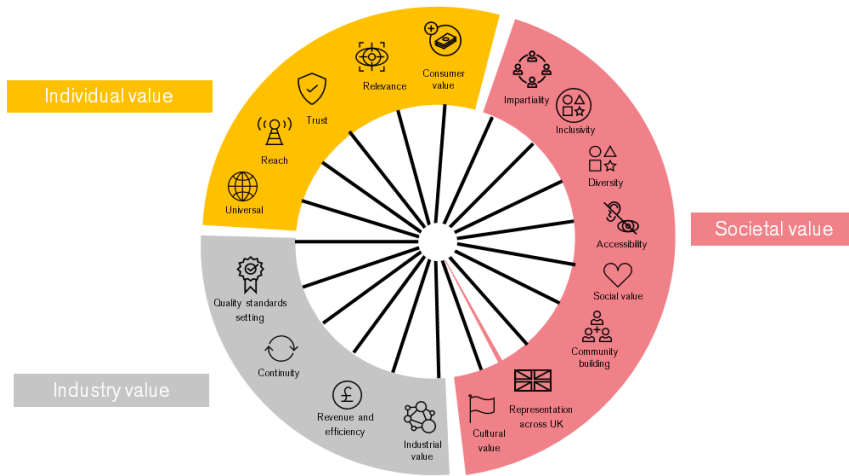 Individual value
Consumer
value
Relevance
Trust
Reach
Universal
Impartiality
Inclusivity
Diversity
Accessibility
Social value
Community
building
Representation
across UK
Cultural
value
Societal value
Quality standards
setting
Continuity
£
Revenue and
efficiency
Industrial
value
Industry value